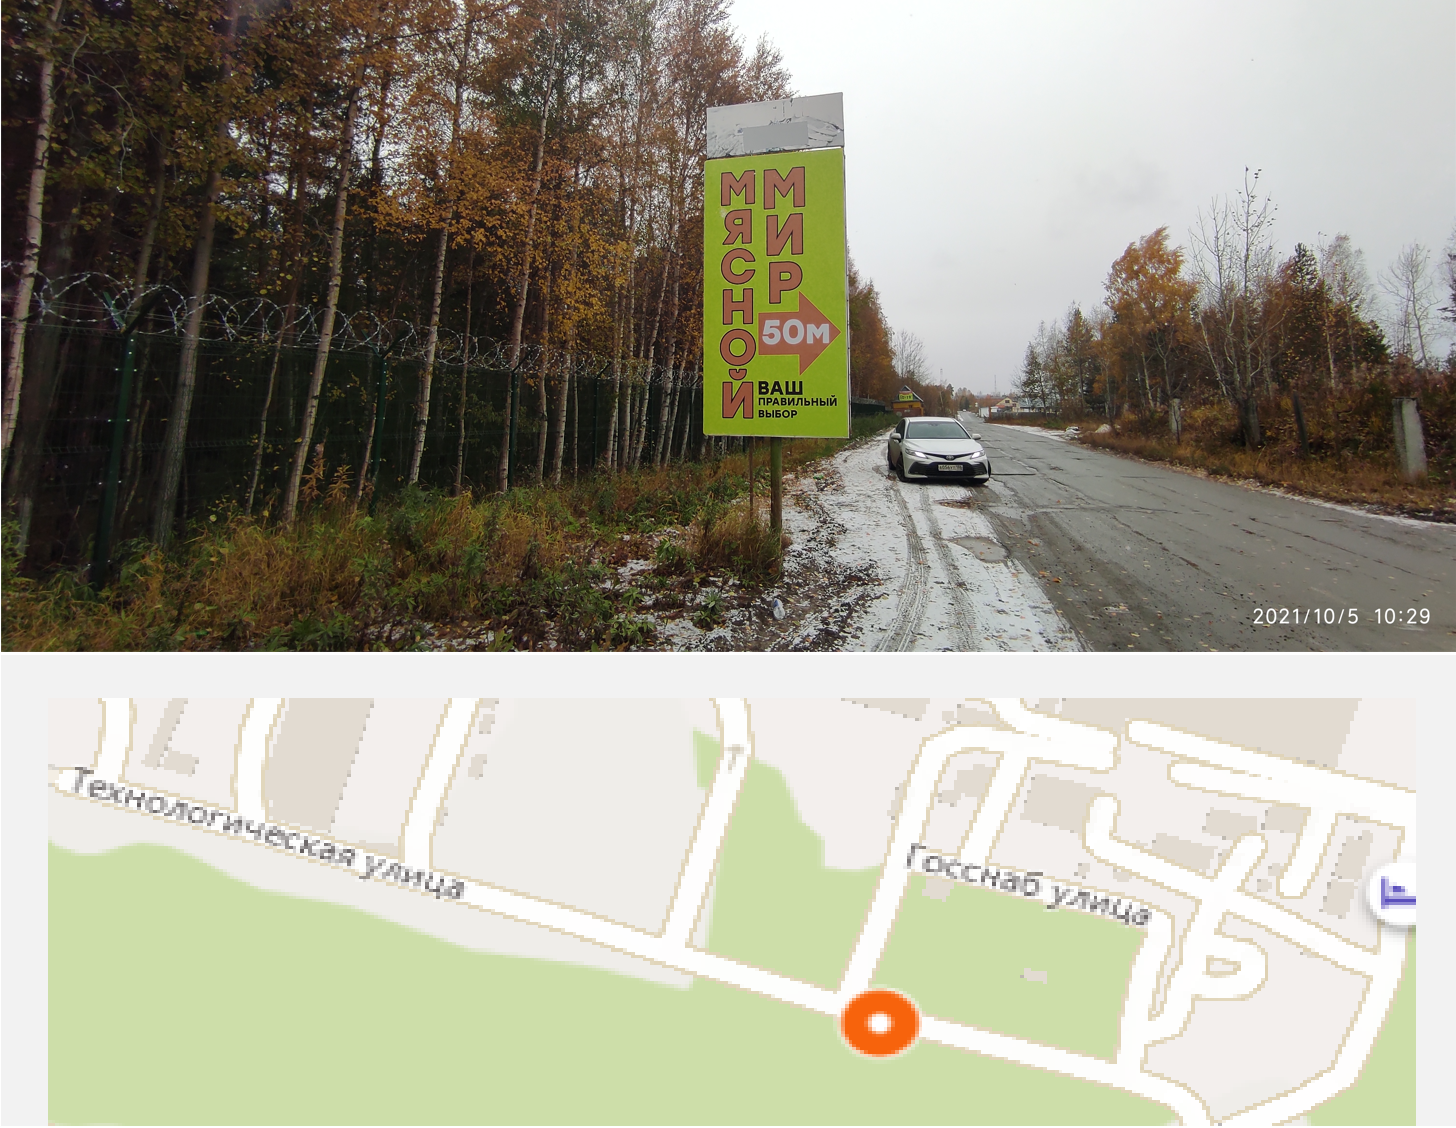 МЯСНОЙ
МИР
50м
ВАШ
ПРАВИЛЬНЫЙ
ВЫБОР
2021/10/5 10:29
Технологическая улица
Госснаб улица